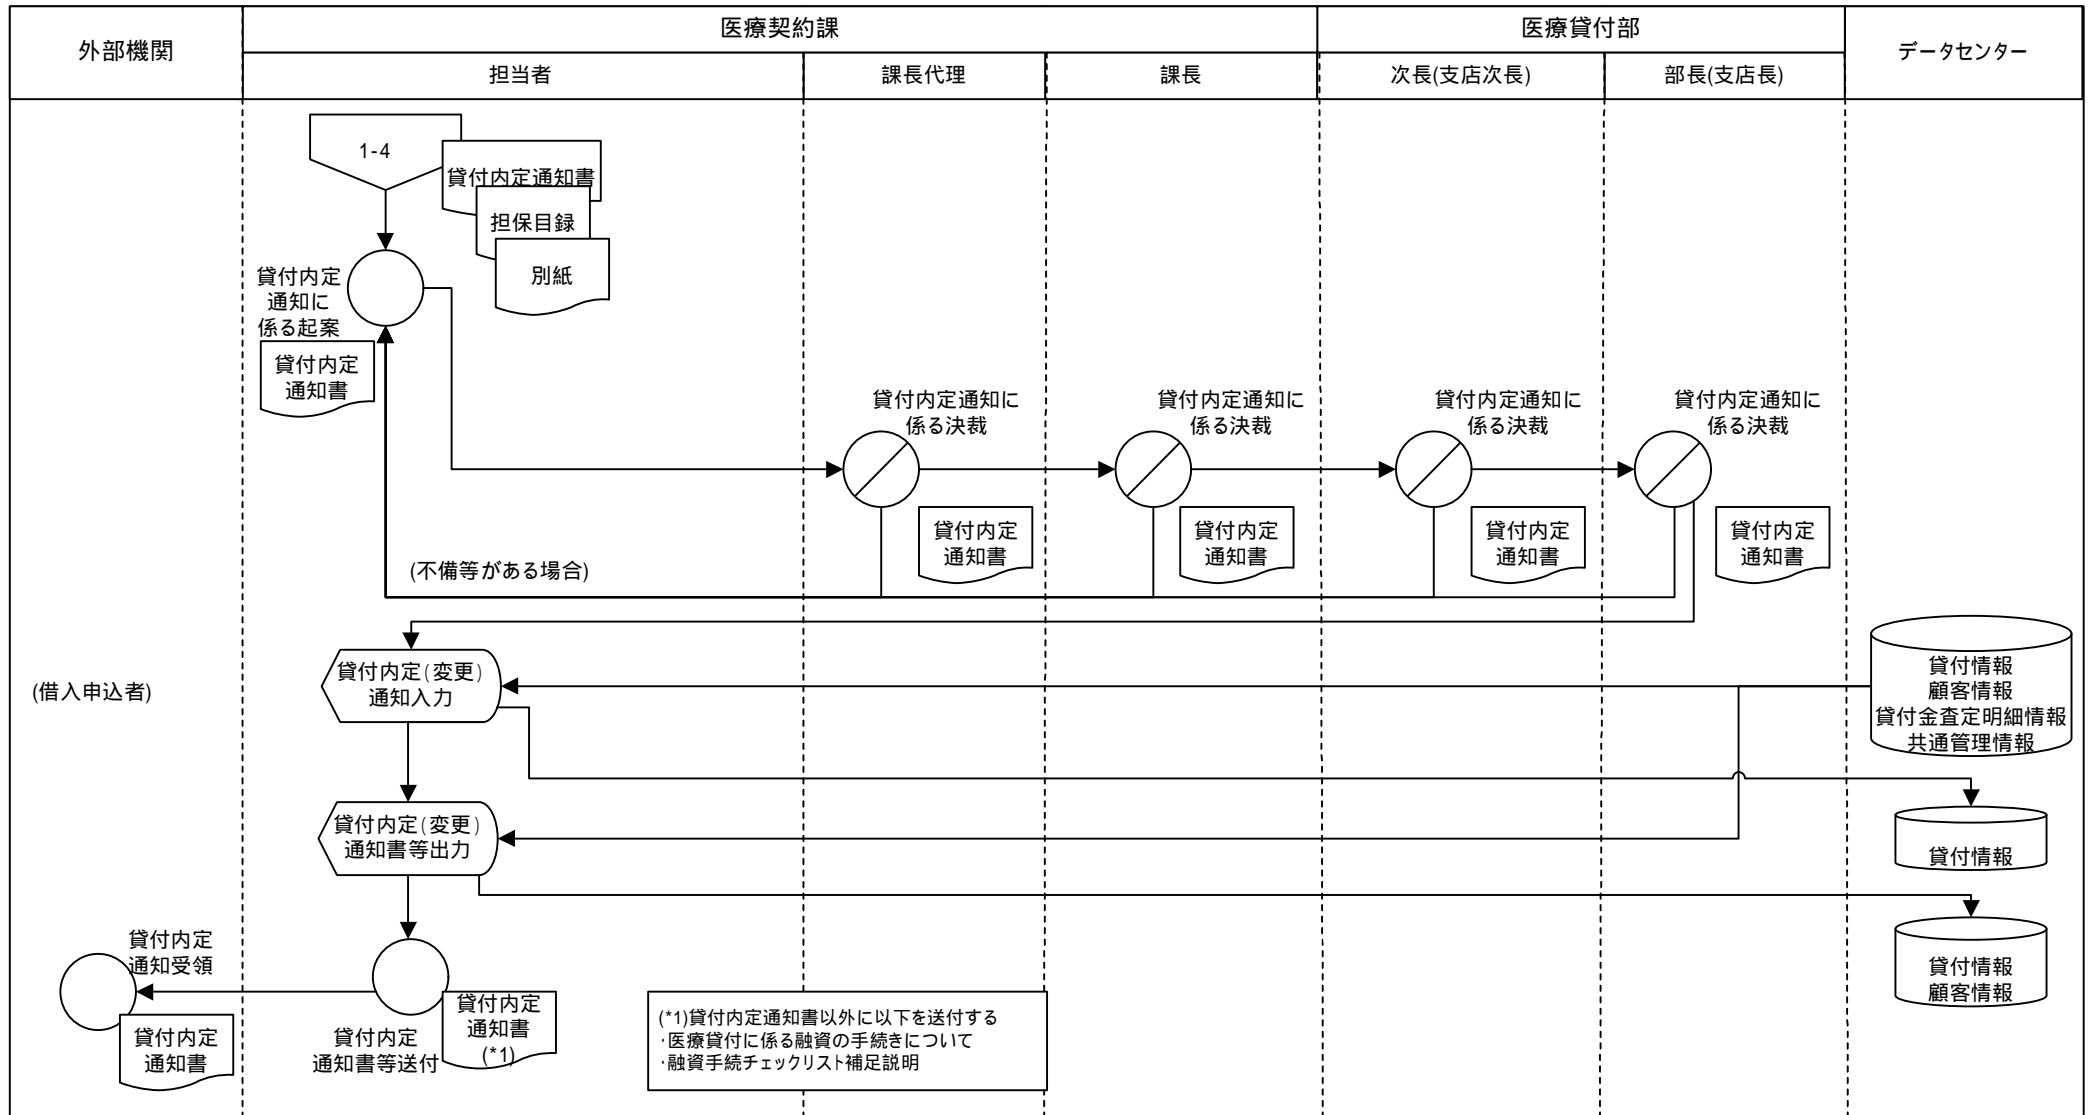 外部機関
医療契約課
医療貸付部
データセンター
担当者
課長代理
課長
次長(支店次長)
部長(支店長)
1-4
貸付内定通知書
担保目録
別紙
貸付内定
通知に
係る起案
貸付内定
通知書
貸付内定通知に
係る決裁
貸付内定通知に
係る決裁
貸付内定通知に
係る決裁
貸付内定通知に
係る決裁
貸付内定
通知書
貸付内定
通知書
貸付内定
通知書
貸付内定
通知書
(不備等がある場合)
(借入申込者)
貸付内定(変更)
通知入力
貸付情報
顧客情報
貸付金査定明細情報
共通管理情報
貸付内定(変更)
通知書等出力
貸付情報
貸付内定
通知受領
貸付内定
通知書
貸付内定
通知書等送付
貸付内定
通知書
(*1)
(*1)貸付内定通知書以外に以下を送付する
・医療貸付に係る融資の手続きについて
・融資手続チェックリスト補足説明
貸付情報
顧客情報